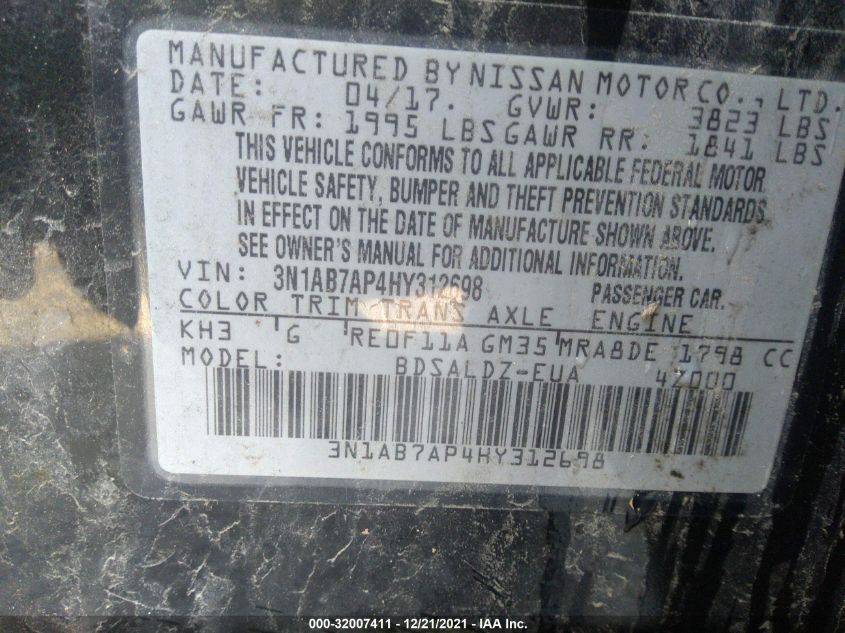 MANUFACTURED BY NISSAN MOTOR CO., LTD.
DATE: 04/17. GVWR: 3823 LBS
GAWR FR: 1995 LBS GAWR RR: 1841 LBS
THIS VEHICLE CONFORMS TO ALL APPLICABLE FEDERAL MOTOR
VEHICLE SAFETY, BUMPER AND THEFT PREVENTION STANDARDS
IN EFFECT ON THE DATE OF MANUFACTURE SHOWN ABOVE.
SEE OWNER'S MANUAL FOR ADDITIONAL INFORMATION.
VIN: 3N1AB7AP4HY312698 PASSENGER CAR.
COLOR TRIM TRANS AXLE ENGINE
KH3 G RE0F11A GM35 MRA8DE 1798 CC
MODEL: BDSALDZ-EUA 4Z000
3N1AB7AP4HY312698
000-32007411 - 12/21/2021 - IAA Inc.